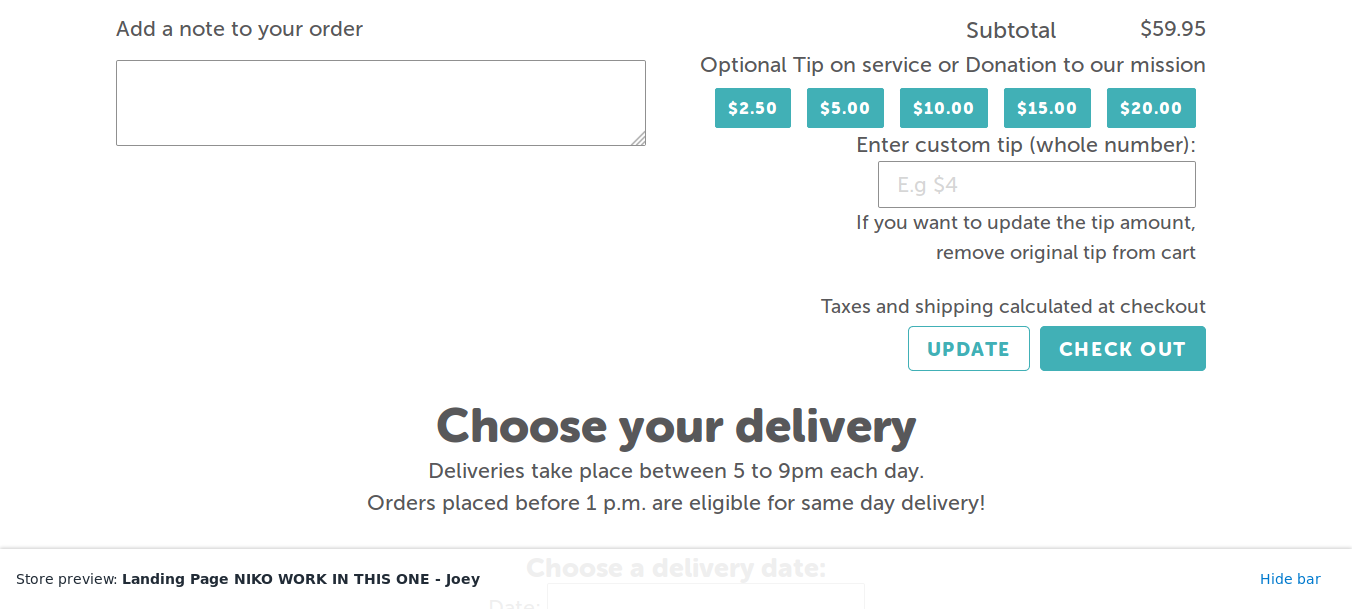 Add a note to your order
Subtotal $59.95
Optional Tip on service or Donation to our mission
$2.50 $5.00 $10.00 $15.00 $20.00
Enter custom tip (whole number):
E.g $4
If you want to update the tip amount,
remove original tip from cart
Taxes and shipping calculated at checkout
UPDATE CHECK OUT
Choose your delivery
Deliveries take place between 5 to 9pm each day.
Orders placed before 1 p.m. are eligible for same day delivery!
Choose a delivery date:
Store preview: Landing Page NIKO WORK IN THIS ONE - Joey Hide bar
Date: